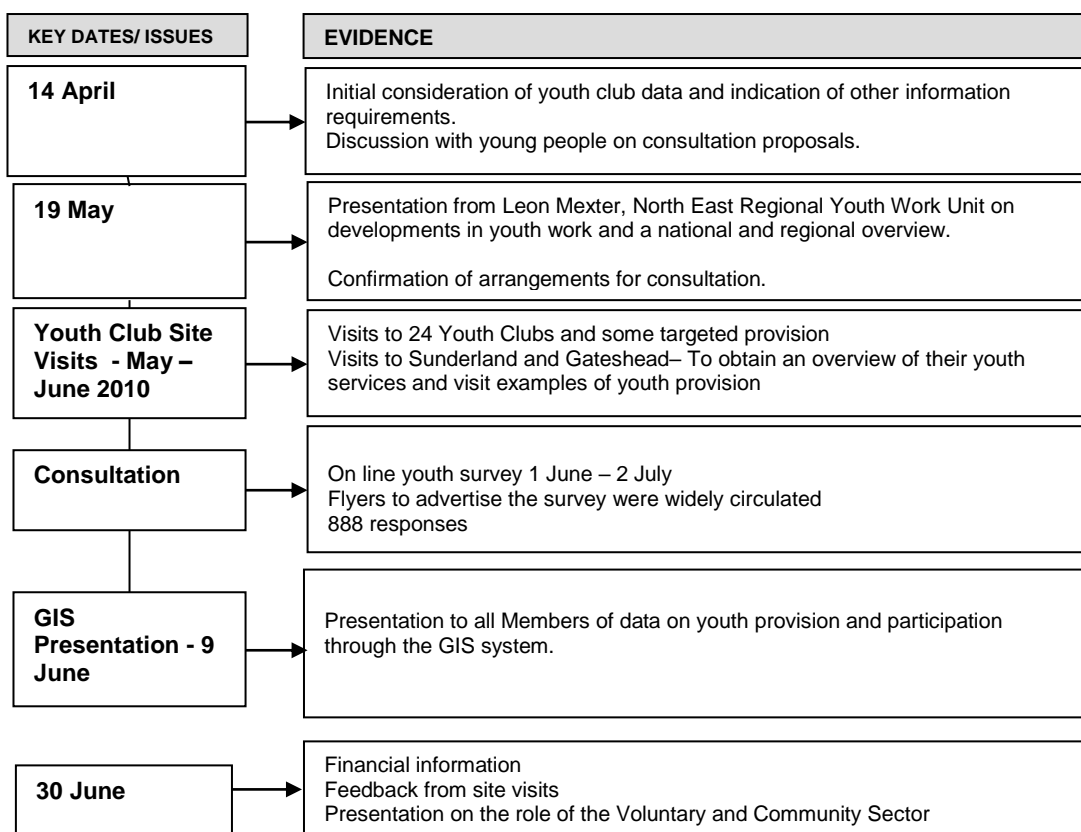 KEY DATES/ ISSUES
EVIDENCE
14 April
Initial consideration of youth club data and indication of other information
requirements.
Discussion with young people on consultation proposals.
19 May
Presentation from Leon Mexter, North East Regional Youth Work Unit on
developments in youth work and a national and regional overview.
Confirmation of arrangements for consultation.
Youth Club Site
Visits - May –
June 2010
Visits to 24 Youth Clubs and some targeted provision
Visits to Sunderland and Gateshead– To obtain an overview of their youth
services and visit examples of youth provision
Consultation
On line youth survey 1 June – 2 July
Flyers to advertise the survey were widely circulated
888 responses
GIS
Presentation - 9
June
Presentation to all Members of data on youth provision and participation
through the GIS system.
30 June
Financial information
Feedback from site visits
Presentation on the role of the Voluntary and Community Sector